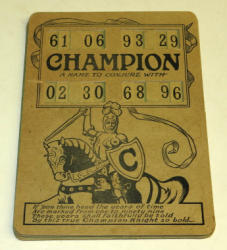 61 06 93 29
CHAMPION
A NAME TO CONJURE WITH
02 30 68 96
C
If you think hard the years of time
Are marked from one to ninety nine
These years shall faithfully be told
By this true Champion Knight so bold